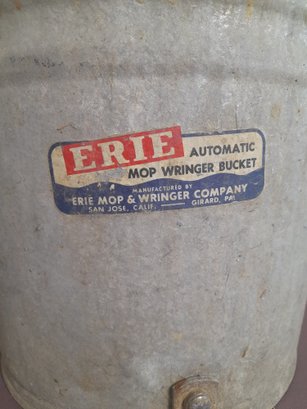 ERIE AUTOMATIC
MOP WRINGER BUCKET
MANUFACTURED BY
ERIE MOP & WRINGER COMPANY
SAN JOSE, CALIF. —— GIRARD, PA.